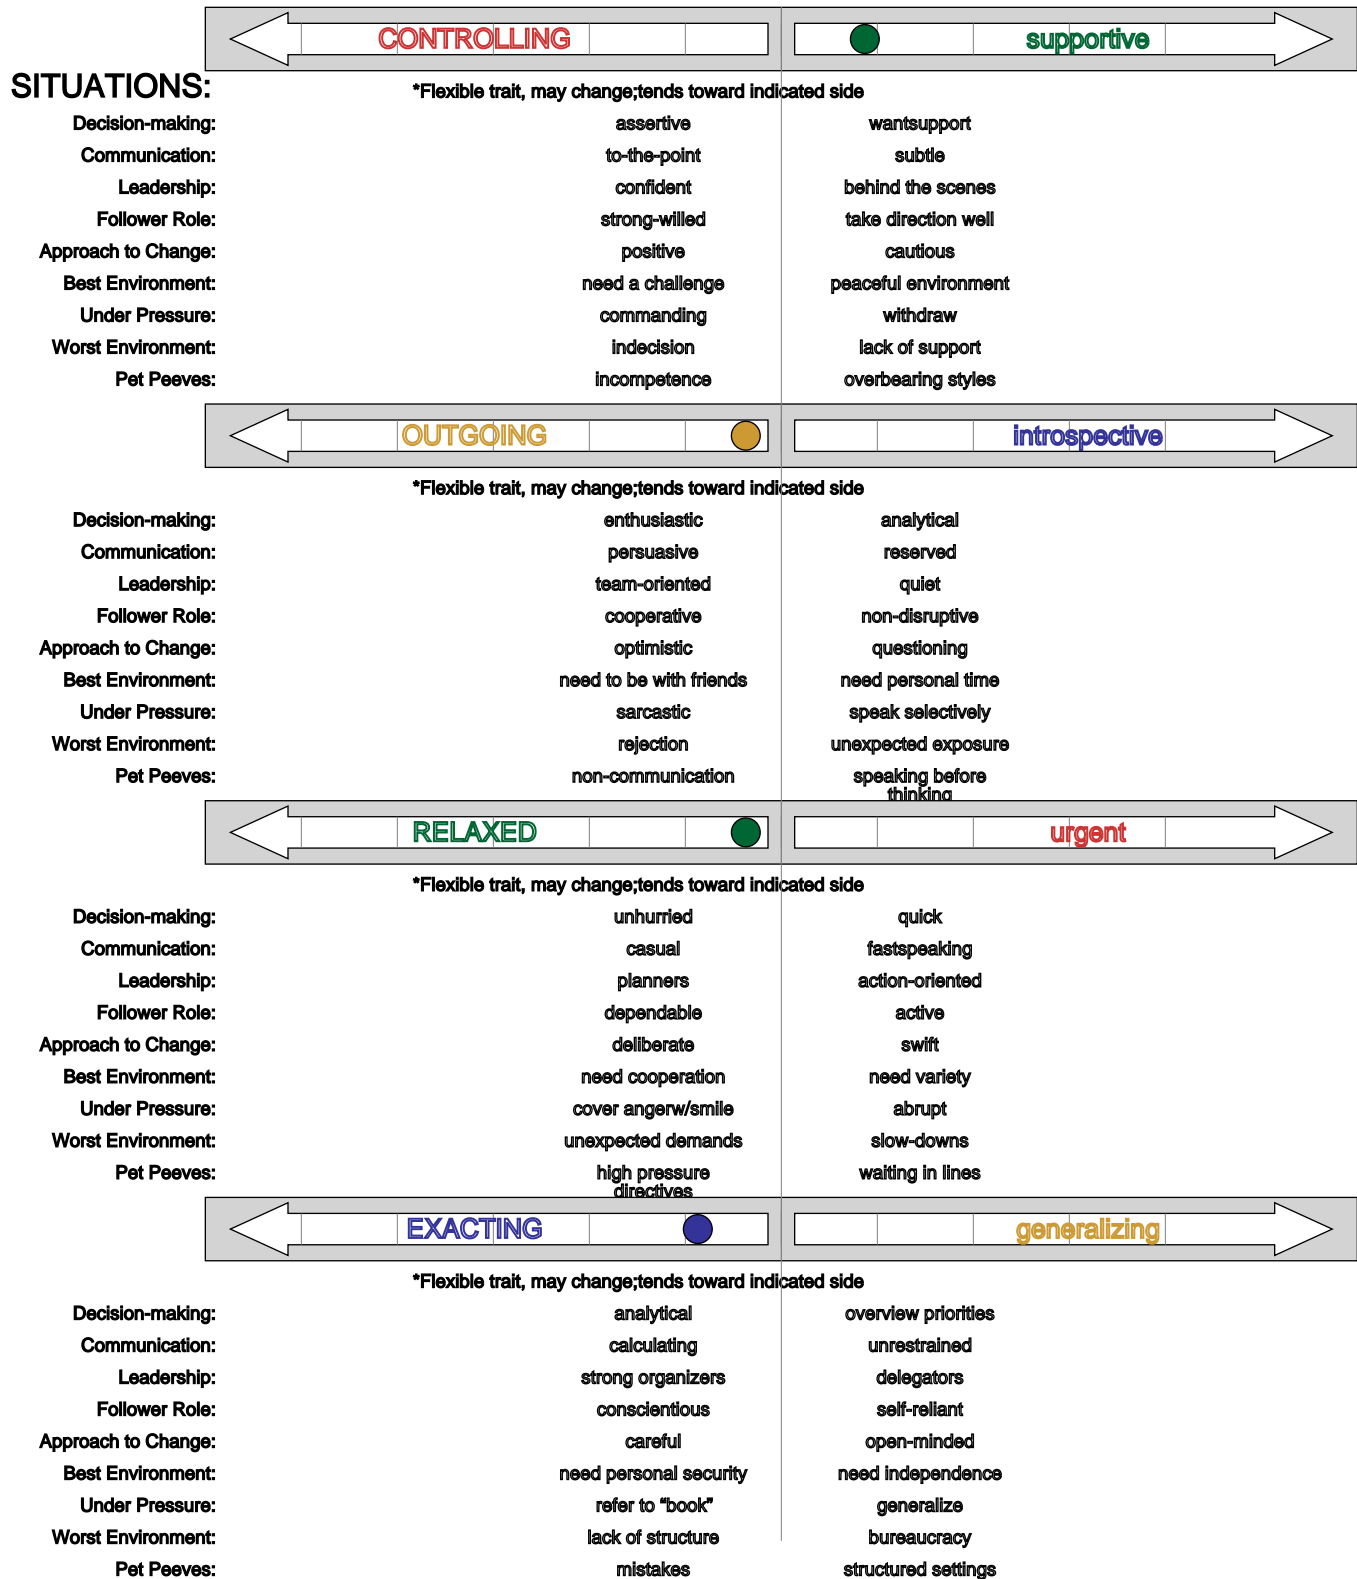 CONTROLLING supportive
SITUATIONS:
*Flexible trait, may change;tends toward indicated side
Decision-making: assertive wantsupport
Communication: to-the-point subtle
Leadership: confident behind the scenes
Follower Role: strong-willed take direction well
Approach to Change: positive cautious
Best Environment: need a challenge peaceful environment
Under Pressure: commanding withdraw
Worst Environment: indecision lack of support
Pet Peeves: incompetence overbearing styles
OUTGOING introspective
*Flexible trait, may change;tends toward indicated side
Decision-making: enthusiastic analytical
Communication: persuasive reserved
Leadership: team-oriented quiet
Follower Role: cooperative non-disruptive
Approach to Change: optimistic questioning
Best Environment: need to be with friends need personal time
Under Pressure: sarcastic speak selectively
Worst Environment: rejection unexpected exposure
Pet Peeves: non-communication speaking before
thinking
RELAXED urgent
*Flexible trait, may change;tends toward indicated side
Decision-making: unhurried quick
Communication: casual fastspeaking
Leadership: planners action-oriented
Follower Role: dependable active
Approach to Change: deliberate swift
Best Environment: need cooperation need variety
Under Pressure: cover angerw/smile abrupt
Worst Environment: unexpected demands slow-downs
Pet Peeves: high pressure waiting in lines
directives
EXACTING generalizing
*Flexible trait, may change;tends toward indicated side
Decision-making: analytical overview priorities
Communication: calculating unrestrained
Leadership: strong organizers delegators
Follower Role: conscientious self-reliant
Approach to Change: careful open-minded
Best Environment: need personal security need independence
Under Pressure: refer to “book” generalize
Worst Environment: lack of structure bureaucracy
Pet Peeves: mistakes structured settings